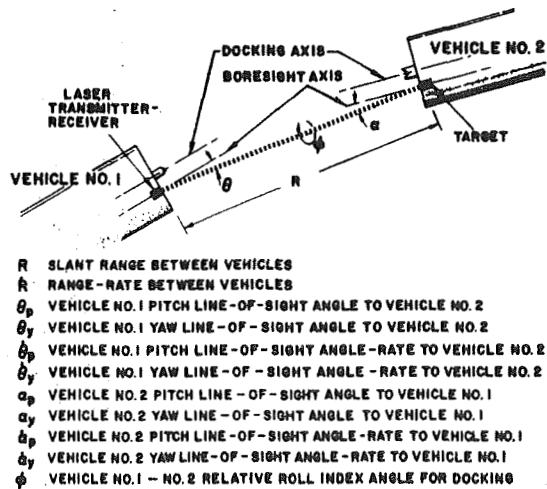 DOCKING AXIS
BORESIGHT AXIS
VEHICLE NO. 2
LASER
TRANSMITTER-
RECEIVER
TARGET
VEHICLE NO. 1
α
ϕ
θ
R
R SLANT RANGE BETWEEN VEHICLES
Ṙ RANGE-RATE BETWEEN VEHICLES
θp VEHICLE NO.1 PITCH LINE-OF-SIGHT ANGLE TO VEHICLE NO. 2
θy VEHICLE NO.1 YAW LINE-OF-SIGHT ANGLE TO VEHICLE NO. 2
θ̇p VEHICLE NO.1 PITCH LINE-OF-SIGHT ANGLE-RATE TO VEHICLE NO. 2
θ̇y VEHICLE NO.1 YAW LINE-OF-SIGHT ANGLE-RATE TO VEHICLE NO. 2
αp VEHICLE NO.2 PITCH LINE-OF-SIGHT ANGLE TO VEHICLE NO.1
αy VEHICLE NO.2 YAW LINE-OF-SIGHT ANGLE TO VEHICLE NO.1
α̇p VEHICLE NO.2 PITCH LINE-OF-SIGHT ANGLE-RATE TO VEHICLE NO.1
α̇y VEHICLE NO.2 YAW LINE-OF-SIGHT ANGLE-RATE TO VEHICLE NO.1
ϕ VEHICLE NO.1 - NO.2 RELATIVE ROLL INDEX ANGLE FOR DOCKING